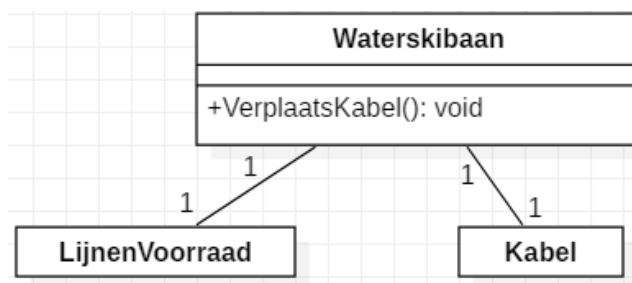 Waterskibaan
+VerplaatsKabel(): void
1
1
1
1
LijnenVoorraad
Kabel